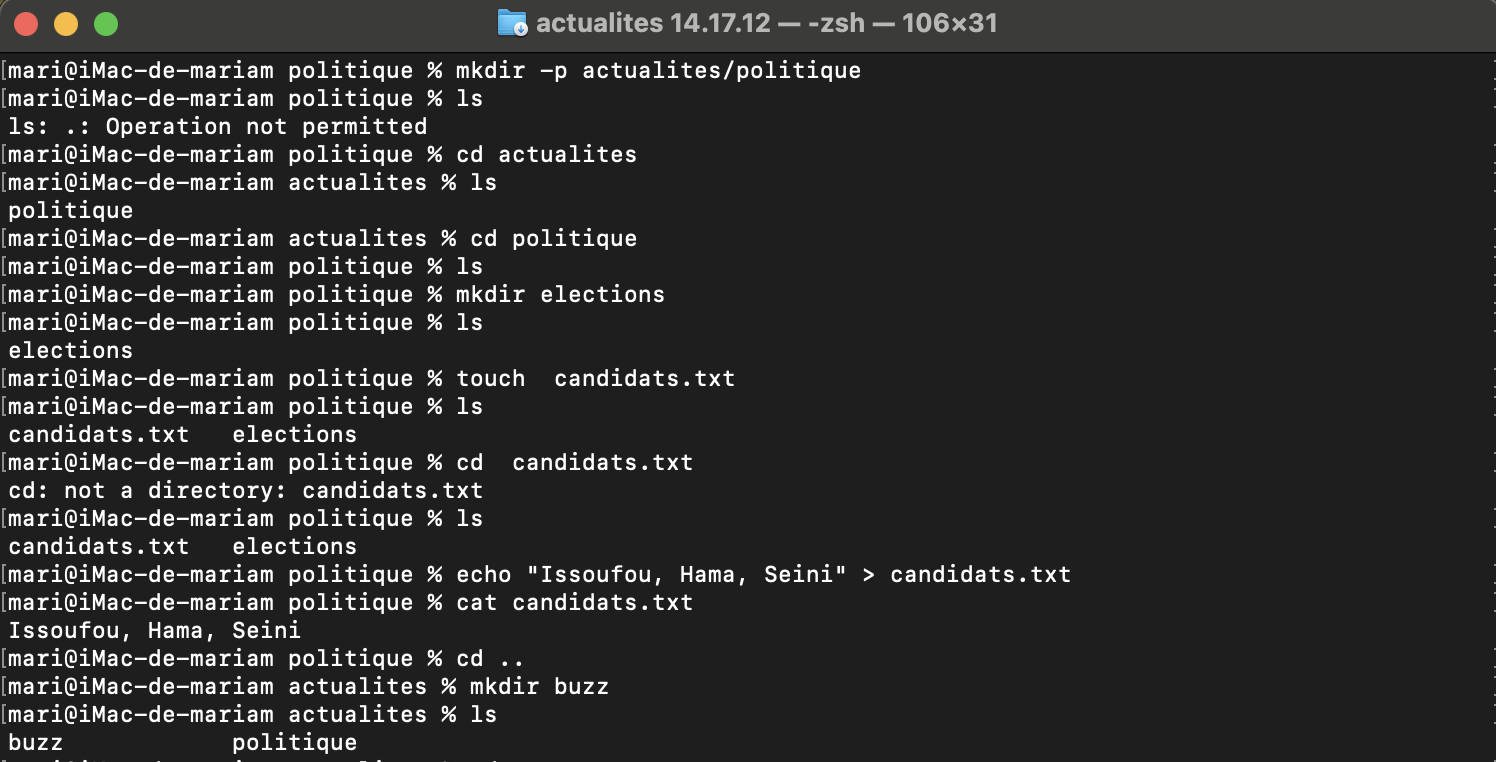 actualites 14.17.12 — -zsh — 106×31
[mari@iMac-de-mariam politique % mkdir -p actualites/politique
[mari@iMac-de-mariam politique % ls
ls: .: Operation not permitted
[mari@iMac-de-mariam politique % cd actualites
[mari@iMac-de-mariam actualites % ls
politique
[mari@iMac-de-mariam actualites % cd politique
[mari@iMac-de-mariam politique % ls
[mari@iMac-de-mariam politique % mkdir elections
[mari@iMac-de-mariam politique % ls
elections
[mari@iMac-de-mariam politique % touch  candidats.txt
[mari@iMac-de-mariam politique % ls
candidats.txt   elections
[mari@iMac-de-mariam politique % cd  candidats.txt
cd: not a directory: candidats.txt
[mari@iMac-de-mariam politique % ls
candidats.txt   elections
[mari@iMac-de-mariam politique % echo "Issoufou, Hama, Seini" > candidats.txt
[mari@iMac-de-mariam politique % cat candidats.txt
Issoufou, Hama, Seini
[mari@iMac-de-mariam politique % cd ..
[mari@iMac-de-mariam actualites % mkdir buzz
[mari@iMac-de-mariam actualites % ls
buzz            politique